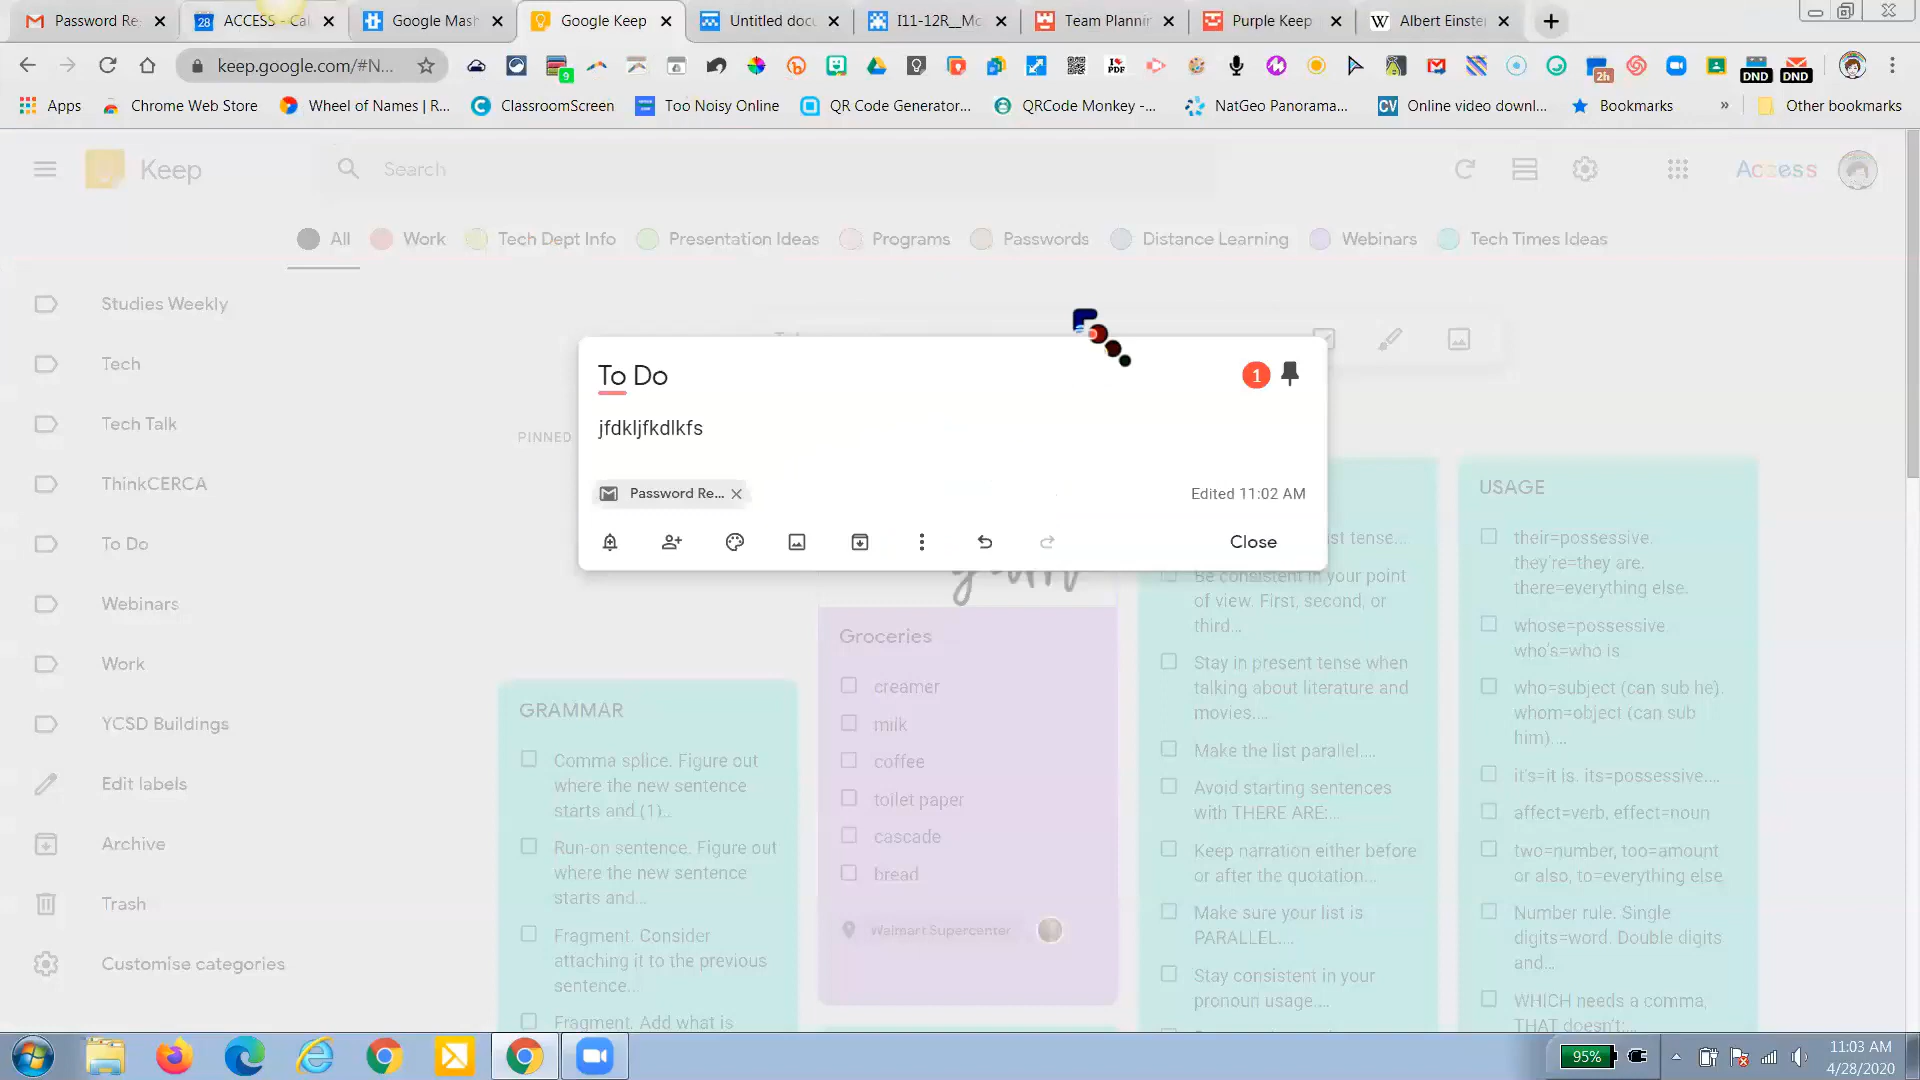 Password Re
ACCESS - Cal
Google Mash
Google Keep
Untitled docu
I11-12R__Mo
Team Plannin
Purple Keep
W Albert Einste
keep.google.com/#N...
9
I PDF
2h
DND
DND
Apps
Chrome Web Store
Wheel of Names | R...
ClassroomScreen
Too Noisy Online
QR Code Generator...
QRCode Monkey -...
NatGeo Panorama...
CV Online video downl...
Bookmarks
»
Other bookmarks
Keep
Search
Access
All
Work
Tech Dept Info
Presentation Ideas
Programs
Passwords
Distance Learning
Webinars
Tech Times Ideas
Studies Weekly
Tech
Tech Talk
ThinkCERCA
To Do
Webinars
Work
YCSD Buildings
Edit labels
Archive
Trash
Customise categories
PINNED
To Do
1
jfdkljfkdlkfs
Password Re...
Edited 11:02 AM
Close
GRAMMAR
Comma splice. Figure out
where the new sentence
starts and (1)...
Run-on sentence. Figure out
where the new sentence
starts and...
Fragment. Consider
attaching it to the previous
sentence...
Fragment. Add what is
Groceries
creamer
milk
coffee
toilet paper
cascade
bread
Walmart Supercenter
st tense...
Be consistent in your point
of view. First, second, or
third...
Stay in present tense when
talking about literature and
movies....
Make the list parallel....
Avoid starting sentences
with THERE ARE:...
Keep narration either before
or after the quotation...
Make sure your list is
PARALLEL....
Stay consistent in your
pronoun usage....
USAGE
their=possessive.
they're=they are.
there=everything else.
whose=possessive.
who's=who is
who=subject (can sub he).
whom=object (can sub
him)....
it's=it is. its=possessive....
affect=verb, effect=noun
two=number, too=amount
or also, to=everything else
Number rule. Single
digits=word. Double digits
and...
WHICH needs a comma,
THAT doesn't:...
95%
11:03 AM
4/28/2020